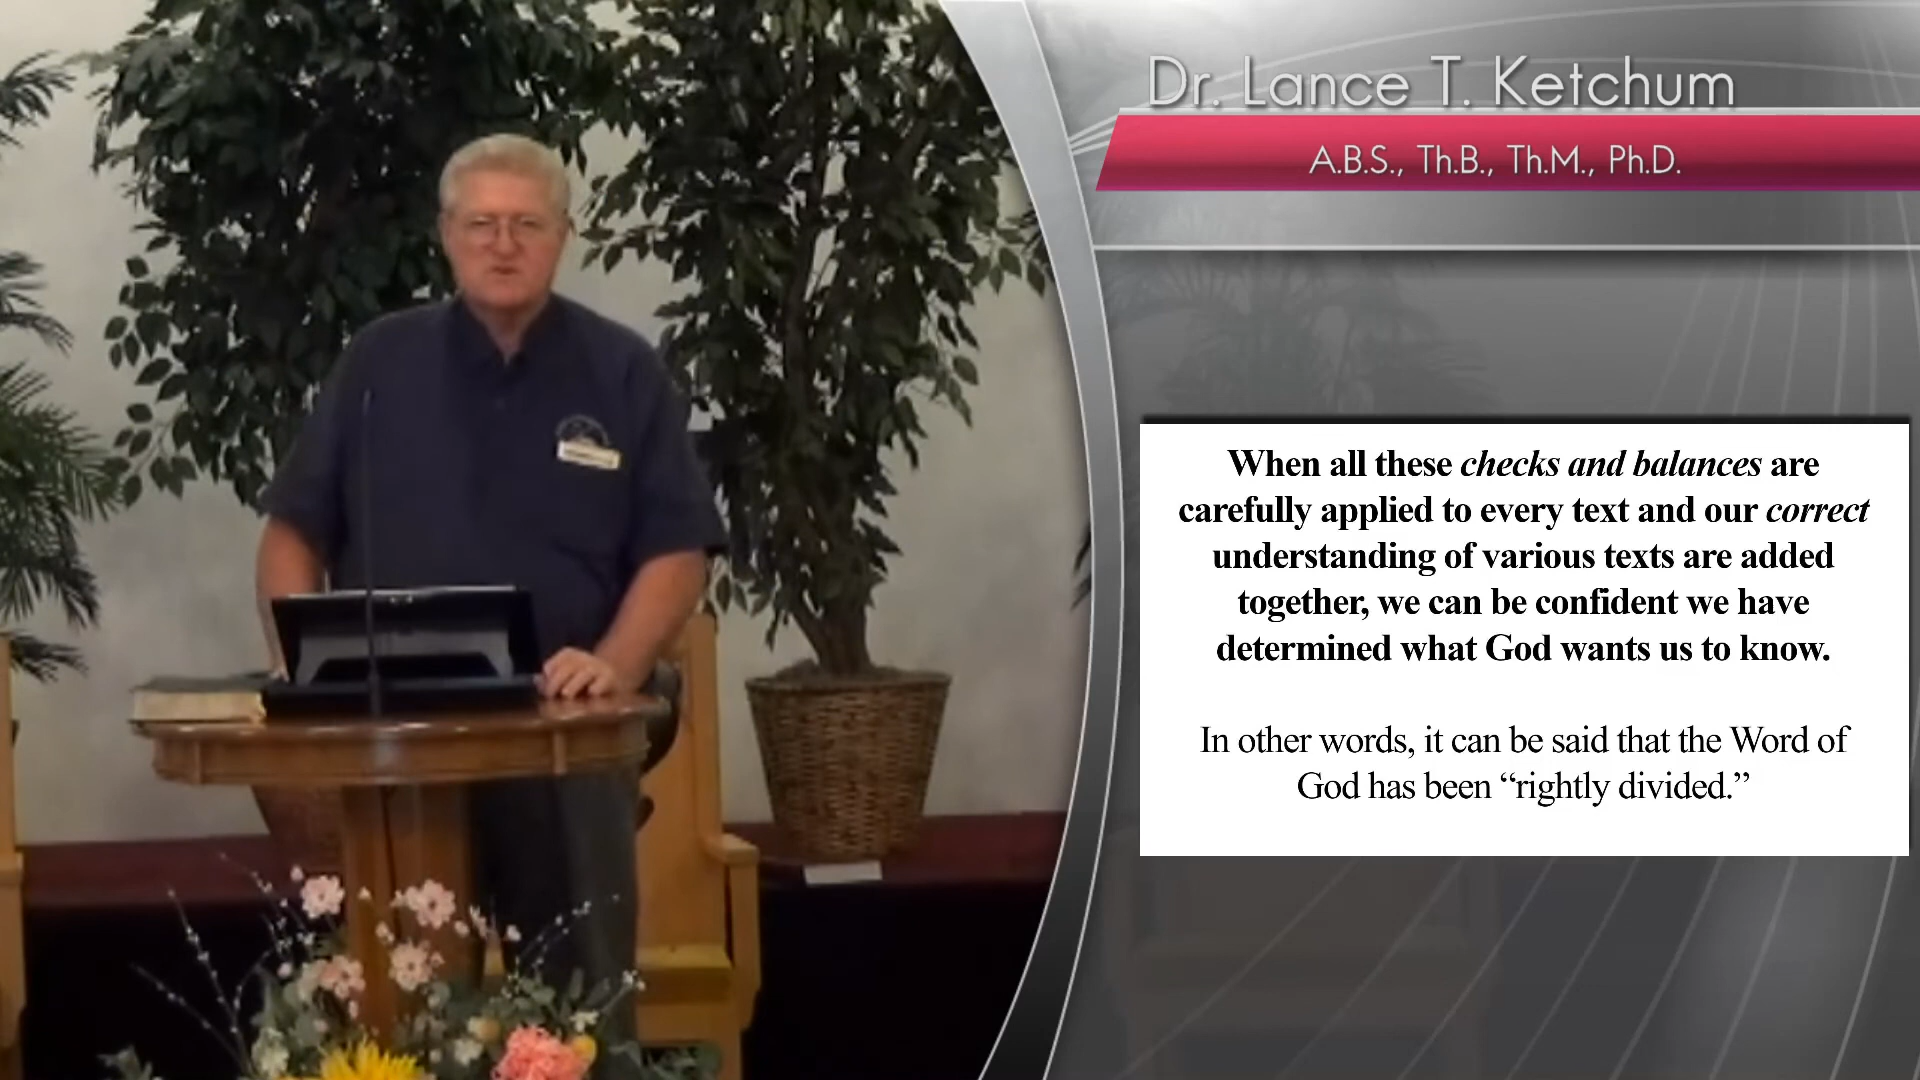 Dr. Lance T. Ketchum
A.B.S., Th.B., Th.M., Ph.D.
When all these checks and balances are
carefully applied to every text and our correct
understanding of various texts are added
together, we can be confident we have
determined what God wants us to know.
In other words, it can be said that the Word of
God has been “rightly divided.”